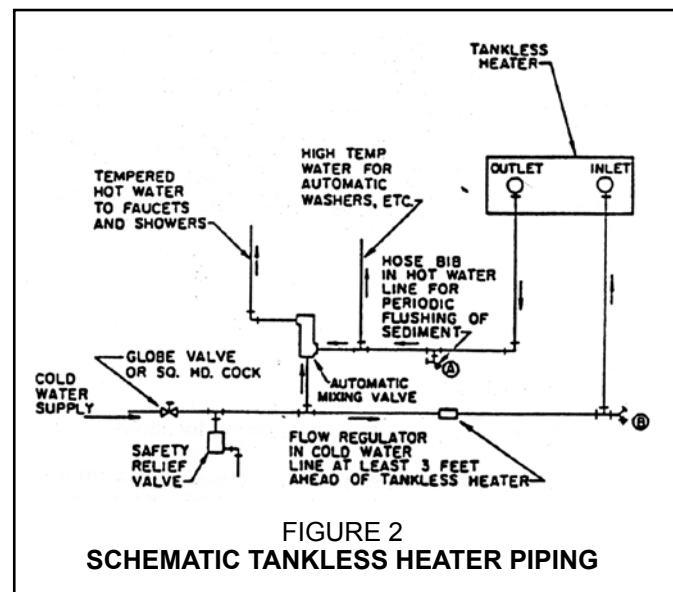 TANKLESS
HEATER
OUTLET
INLET
HIGH TEMP
WATER FOR
AUTOMATIC
WASHERS, ETC.
TEMPERED
HOT WATER
TO FAUCETS
AND SHOWERS
HOSE BIB
IN HOT WATER
LINE FOR
PERIODIC
FLUSHING OF
SEDIMENT
A
GLOBE VALVE
OR SQ. HD. COCK
AUTOMATIC
MIXING VALVE
COLD
WATER
SUPPLY
B
SAFETY
RELIEF
VALVE
FLOW REGULATOR
IN COLD WATER
LINE AT LEAST 3 FEET
AHEAD OF TANKLESS HEATER
FIGURE 2
SCHEMATIC TANKLESS HEATER PIPING